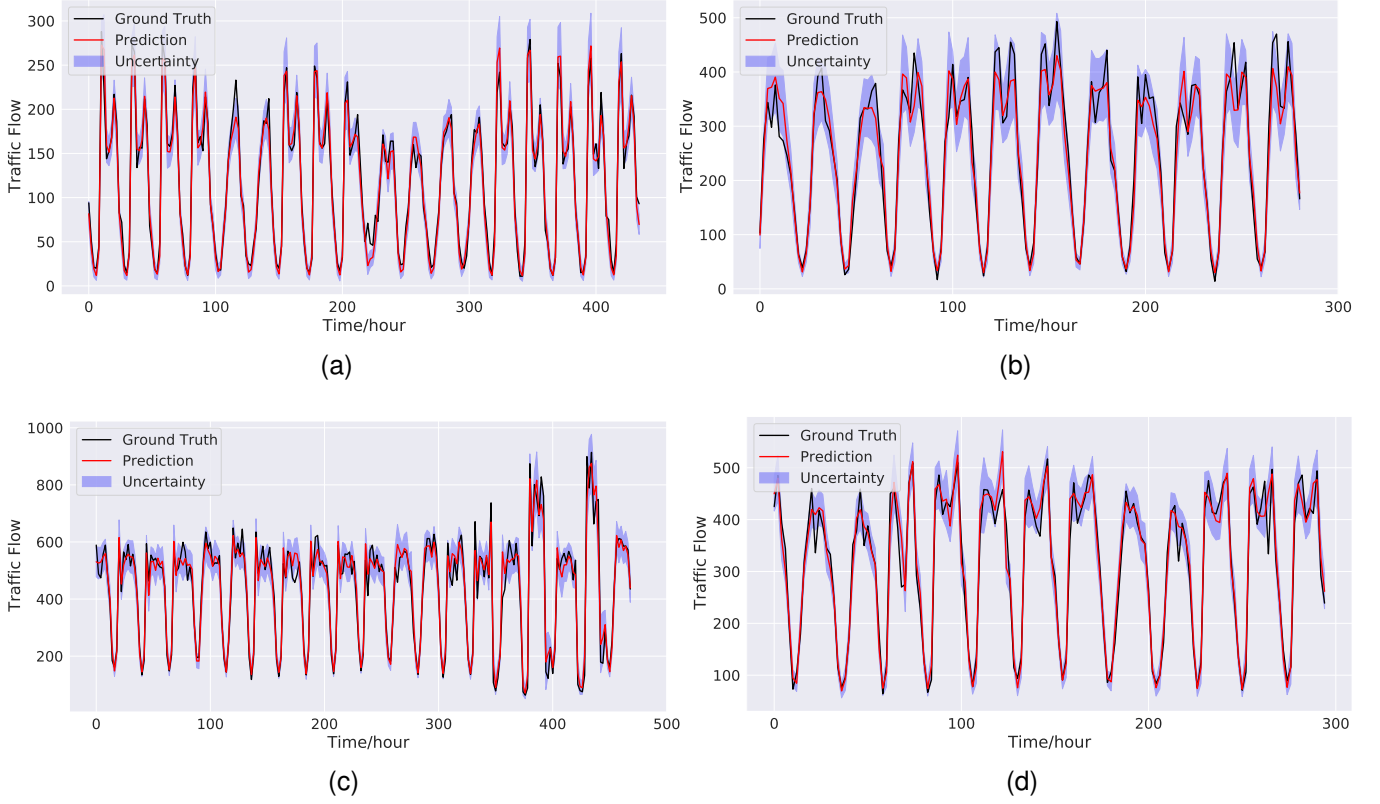 300
250
200
150
100
50
0
Traffic Flow
Ground Truth
Prediction
Uncertainty
0 100 200 300 400
Time/hour
(a)
500
400
300
200
100
0
Traffic Flow
Ground Truth
Prediction
Uncertainty
0 100 200 300
Time/hour
(b)
1000
800
600
400
200
Traffic Flow
Ground Truth
Prediction
Uncertainty
0 100 200 300 400 500
Time/hour
(c)
500
400
300
200
100
Traffic Flow
Ground Truth
Prediction
Uncertainty
0 100 200 300
Time/hour
(d)